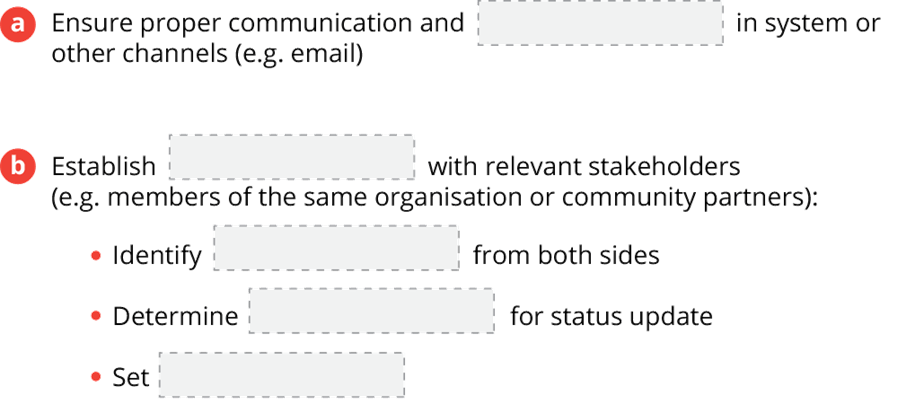 a Ensure proper communication and in system or
other channels (e.g. email)
b Establish with relevant stakeholders
(e.g. members of the same organisation or community partners):
• Identify from both sides
• Determine for status update
• Set